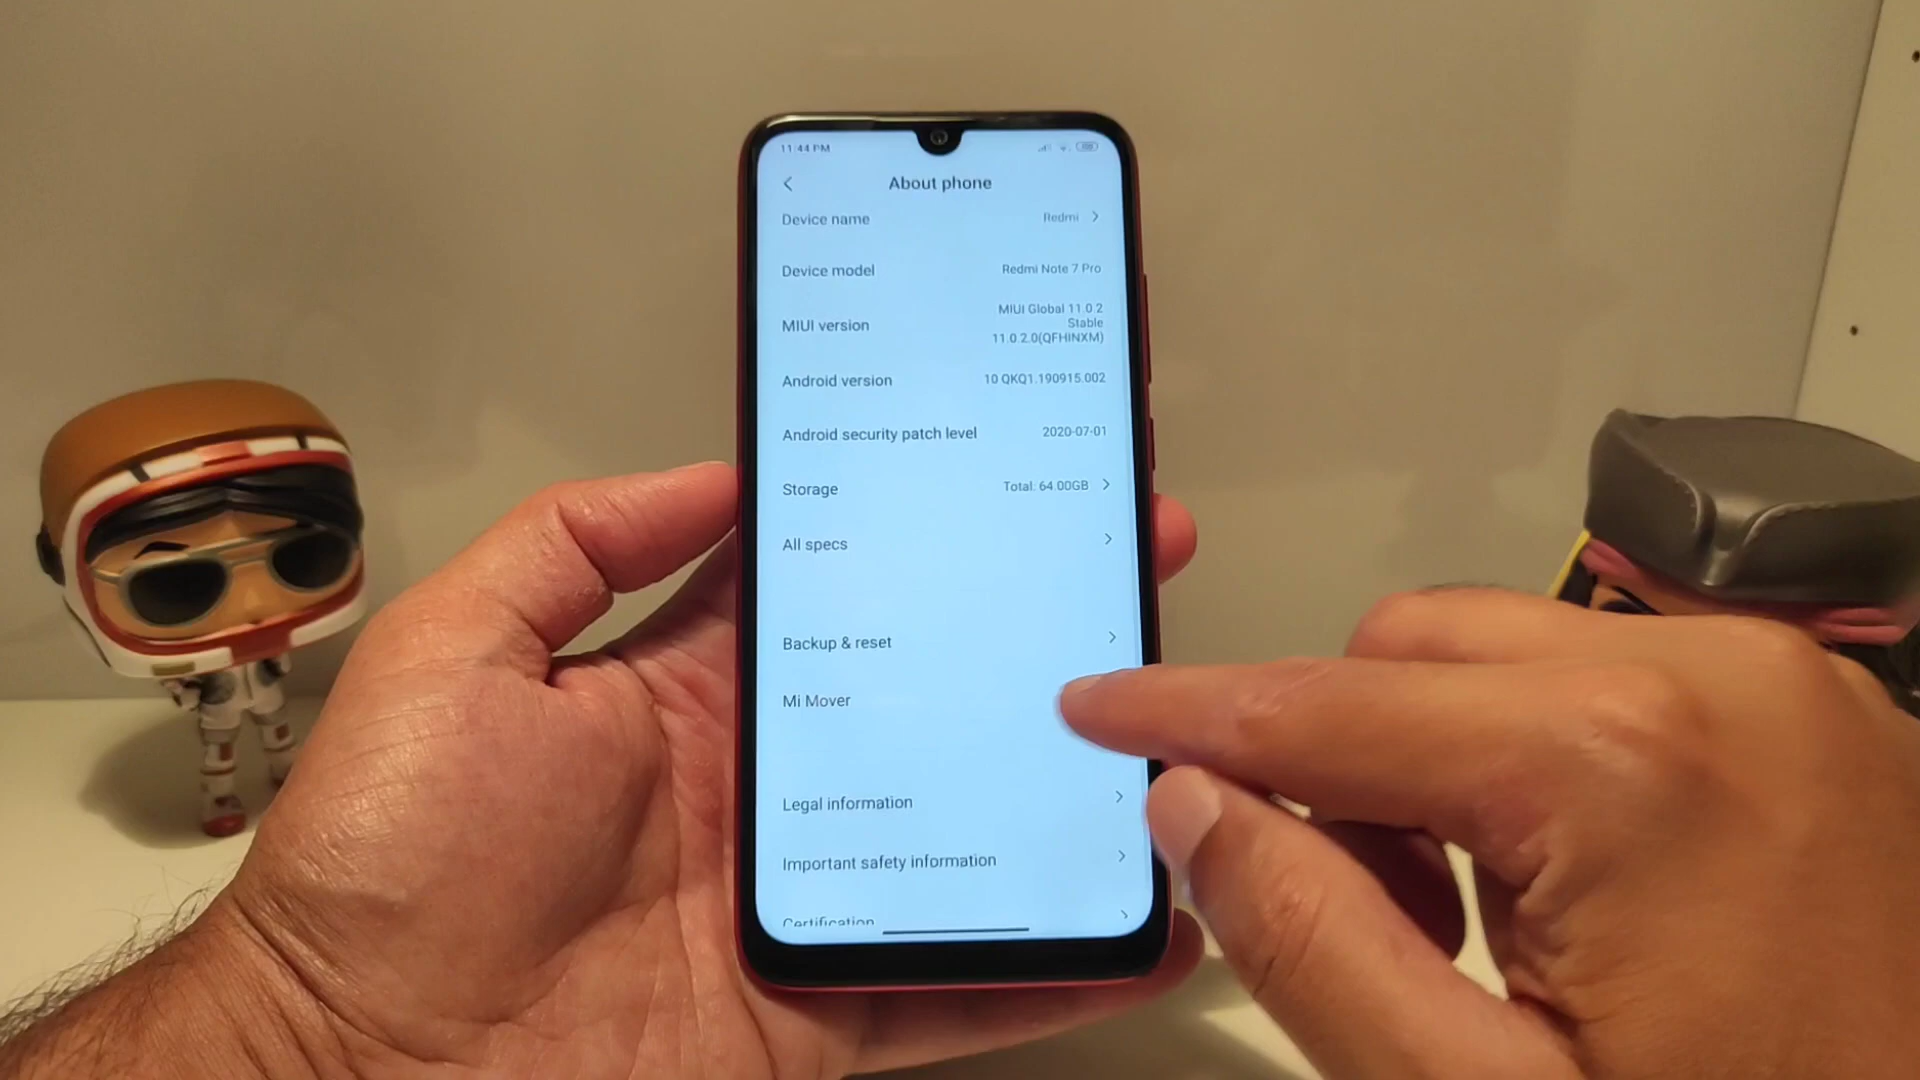 11:44 PM
About phone
Device name Redmi
Device model Redmi Note 7 Pro
MIUI Global 11.0.2
MIUI version Stable
11.0.2.0(QFHINXM)
Android version 10 QKQ1.190915.002
Android security patch level 2020-07-01
Storage Total: 64.00GB
All specs
Backup & reset
Mi Mover
Legal information
Important safety information
Certification